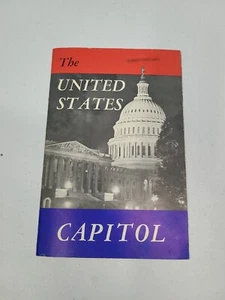 The
UNITED
STATES
CAPITOL